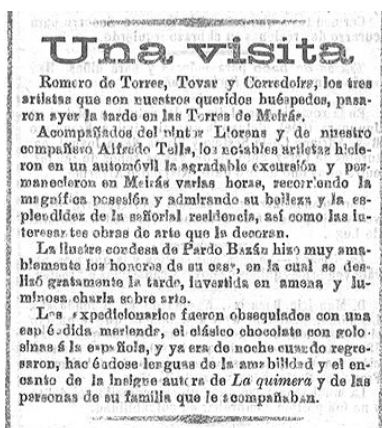 Una visita
Romero de Torres, Tovar y Corredoira, los tres
artistas que son nuestros queridos huéspedes, pasa-
ron ayer la tarde en las Torres de Meirás.
Acompañados del pintor Llorens y de nuestro
compañero Alfredo Tella, los notables artistas hicie-
ron en un automóvil la agradable excursión y per-
manecieron en Meirás varias horas, recorriendo la
magnífica posesión y admirando su belleza y la es-
plendidez de la señorial residencia, así como las in-
teresantes obras de arte que la decoran.
La ilustre condesa de Pardo Bazán hizo muy ama-
blemente los honores de su casa, en la cual se des-
lizó gratamente la tarde, invertida en amena y lu-
minosa charla sobre arte.
Los expedicionarios fueron obsequiados con una
espléndida merienda, el clásico chocolate con golo-
sinas á la española, y ya era de noche cuando regre-
saron, haciéndose lenguas de la amabilidad y el en-
canto de la insigne autora de La quimera y de las
personas de su familia que le acompañaban.